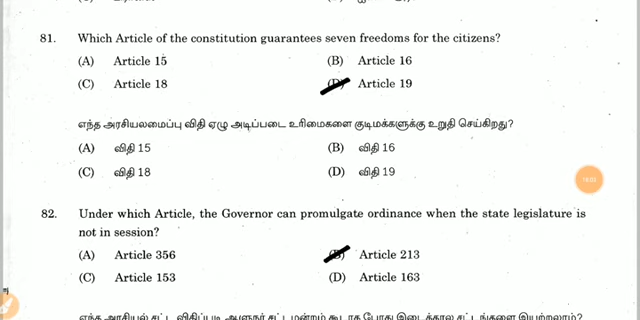 81. Which Article of the constitution guarantees seven freedoms for the citizens?
(A) Article 15 (B) Article 16
(C) Article 18 (D) Article 19
எந்த அரசியலமைப்பு விதி ஏழு அடிப்படை உரிமைகளை குடிமக்களுக்கு உறுதி செய்கிறது?
(A) விதி 15 (B) விதி 16
(C) விதி 18 (D) விதி 19
82. Under which Article, the Governor can promulgate ordinance when the state legislature is
not in session?
(A) Article 356 (B) Article 213
(C) Article 153 (D) Article 163